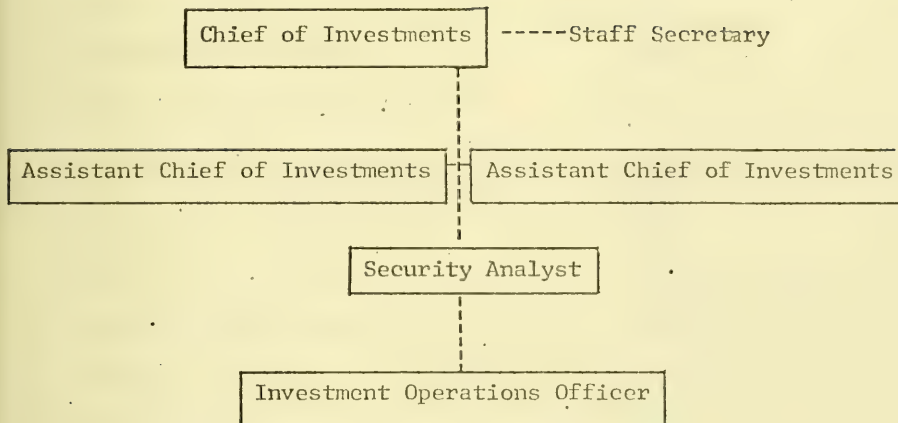 Chief of Investments -----Staff Secretary
Assistant Chief of Investments Assistant Chief of Investments
Security Analyst
Investment Operations Officer